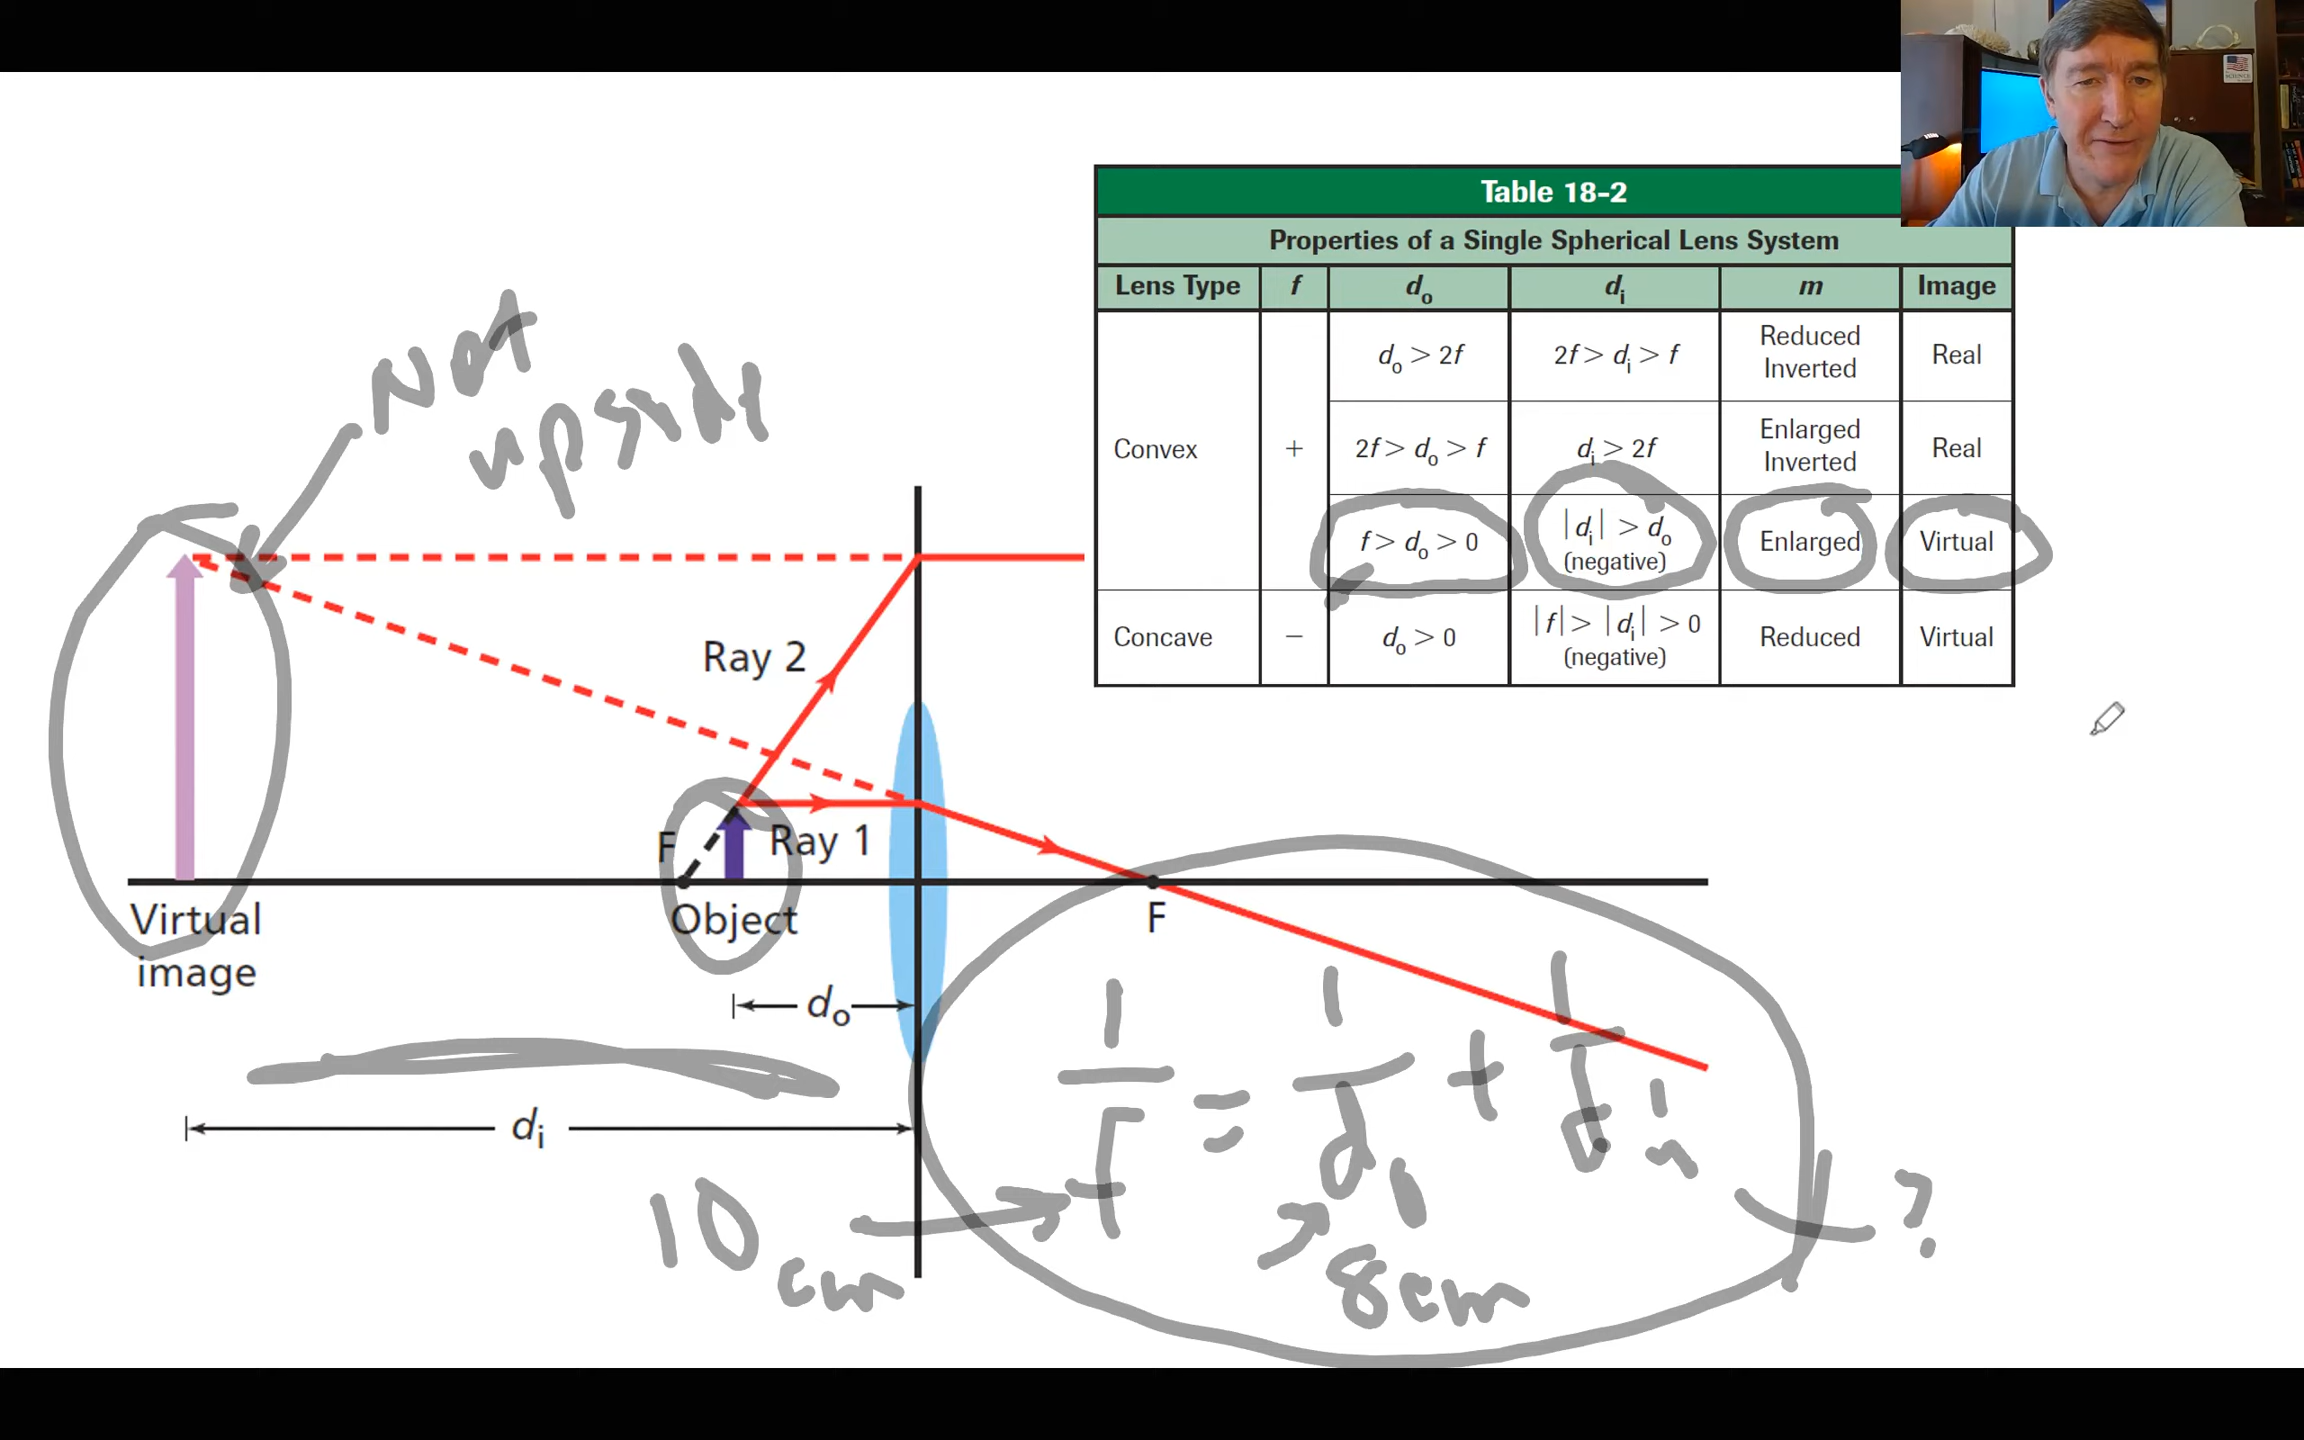 Table 18-2
Properties of a Single Spherical Lens System
Lens Type f dₒ dᵢ m Image
Convex +
dₒ > 2f 2f > dᵢ > f Reduced Inverted Real
2f > dₒ > f dᵢ > 2f Enlarged Inverted Real
f > dₒ > 0 |dᵢ| > dₒ (negative) Enlarged Virtual
Concave − dₒ > 0 |f| > |dᵢ| > 0 (negative) Reduced Virtual
Not
upside
Ray 2
F
Ray 1
Virtual
image
Object
F
dₒ
dᵢ
1/f = 1/dₒ + 1/dᵢ
10 cm
8cm
?